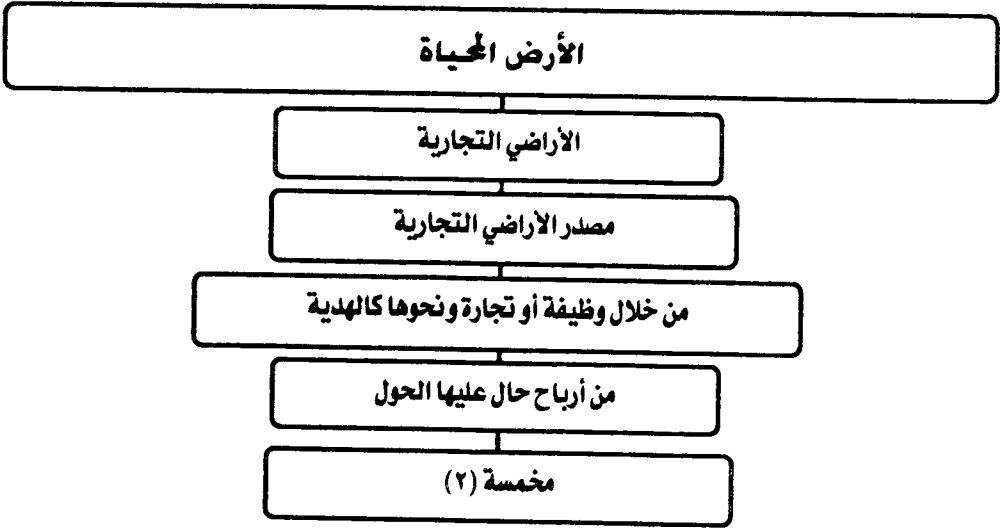 الأرض المحياة
الأراضي التجارية
مصدر الأراضي التجارية
من خلال وظيفة أو تجارة ونحوها كالهدية
من أرباح حال عليها الحول
مخمسة (٢)